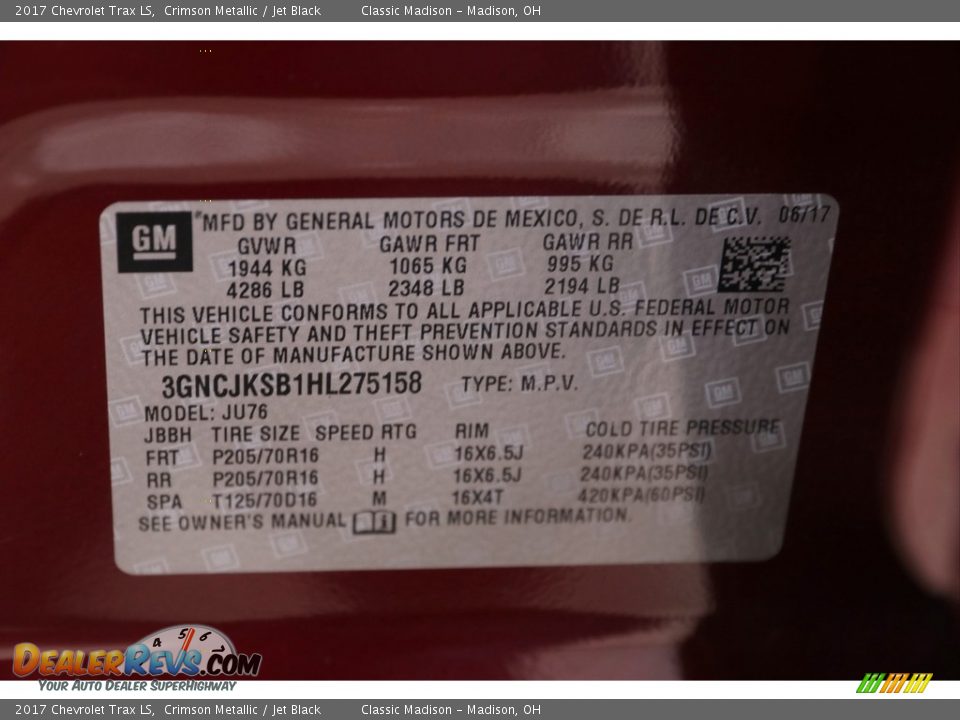 2017 Chevrolet Trax LS, Crimson Metallic / Jet Black Classic Madison – Madison, OH
GM *MFD BY GENERAL MOTORS DE MEXICO, S. DE R.L. DE C.V. 06/17
GVWR GAWR FRT GAWR RR
1944 KG 1065 KG 995 KG
4286 LB 2348 LB 2194 LB
THIS VEHICLE CONFORMS TO ALL APPLICABLE U.S. FEDERAL MOTOR
VEHICLE SAFETY AND THEFT PREVENTION STANDARDS IN EFFECT ON
THE DATE OF MANUFACTURE SHOWN ABOVE.
3GNCJKSB1HL275158 TYPE: M.P.V.
MODEL: JU76
JBBH TIRE SIZE SPEED RTG RIM COLD TIRE PRESSURE
FRT P205/70R16 H 16X6.5J 240KPA(35PSI)
RR P205/70R16 H 16X6.5J 240KPA(35PSI)
SPA T125/70D16 M 16X4T 420KPA(60PSI)
SEE OWNER'S MANUAL FOR MORE INFORMATION.
4 5 6
DEALERREVS.COM
YOUR AUTO DEALER SUPERHIGHWAY
2017 Chevrolet Trax LS, Crimson Metallic / Jet Black Classic Madison – Madison, OH